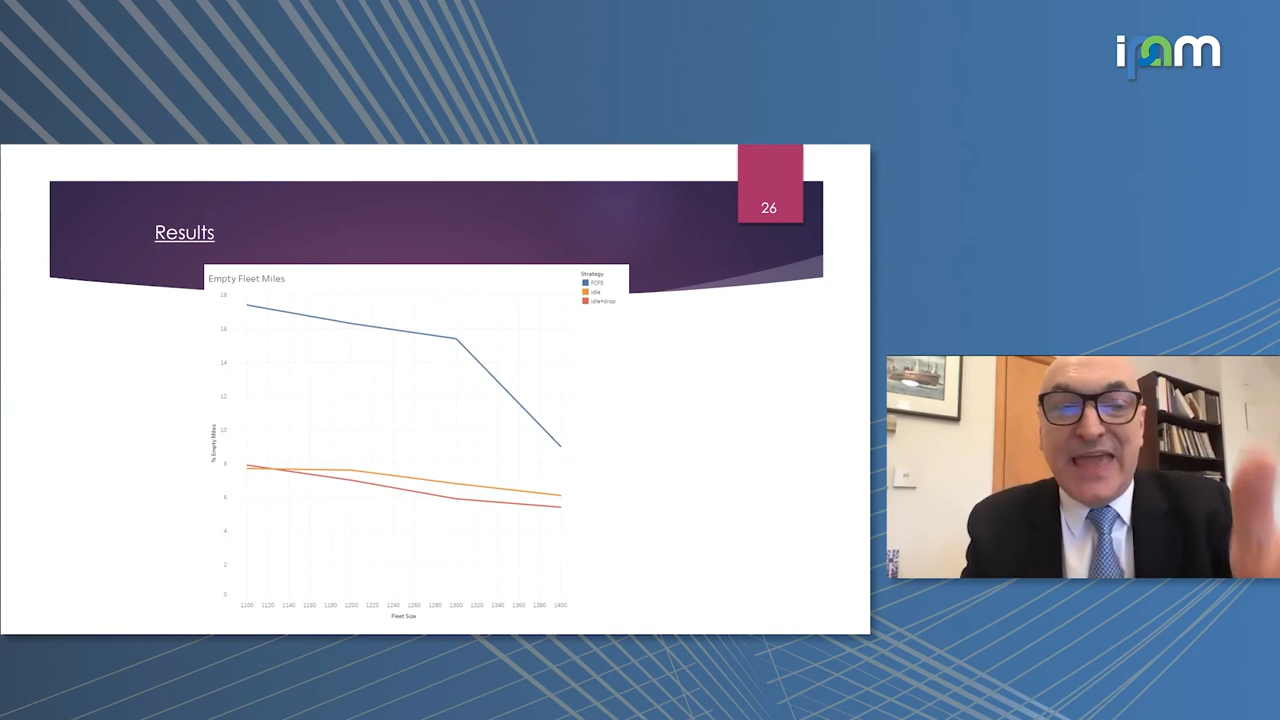 ipam
26
Results
Empty Fleet Miles
Strategy
FCFS
idle
idle+drop
18
16
14
12
10
8
6
4
2
0
% Empty Miles
1100 1120 1140 1160 1180 1200 1220 1240 1260 1280 1300 1320 1340 1360 1380 1400
Fleet Size